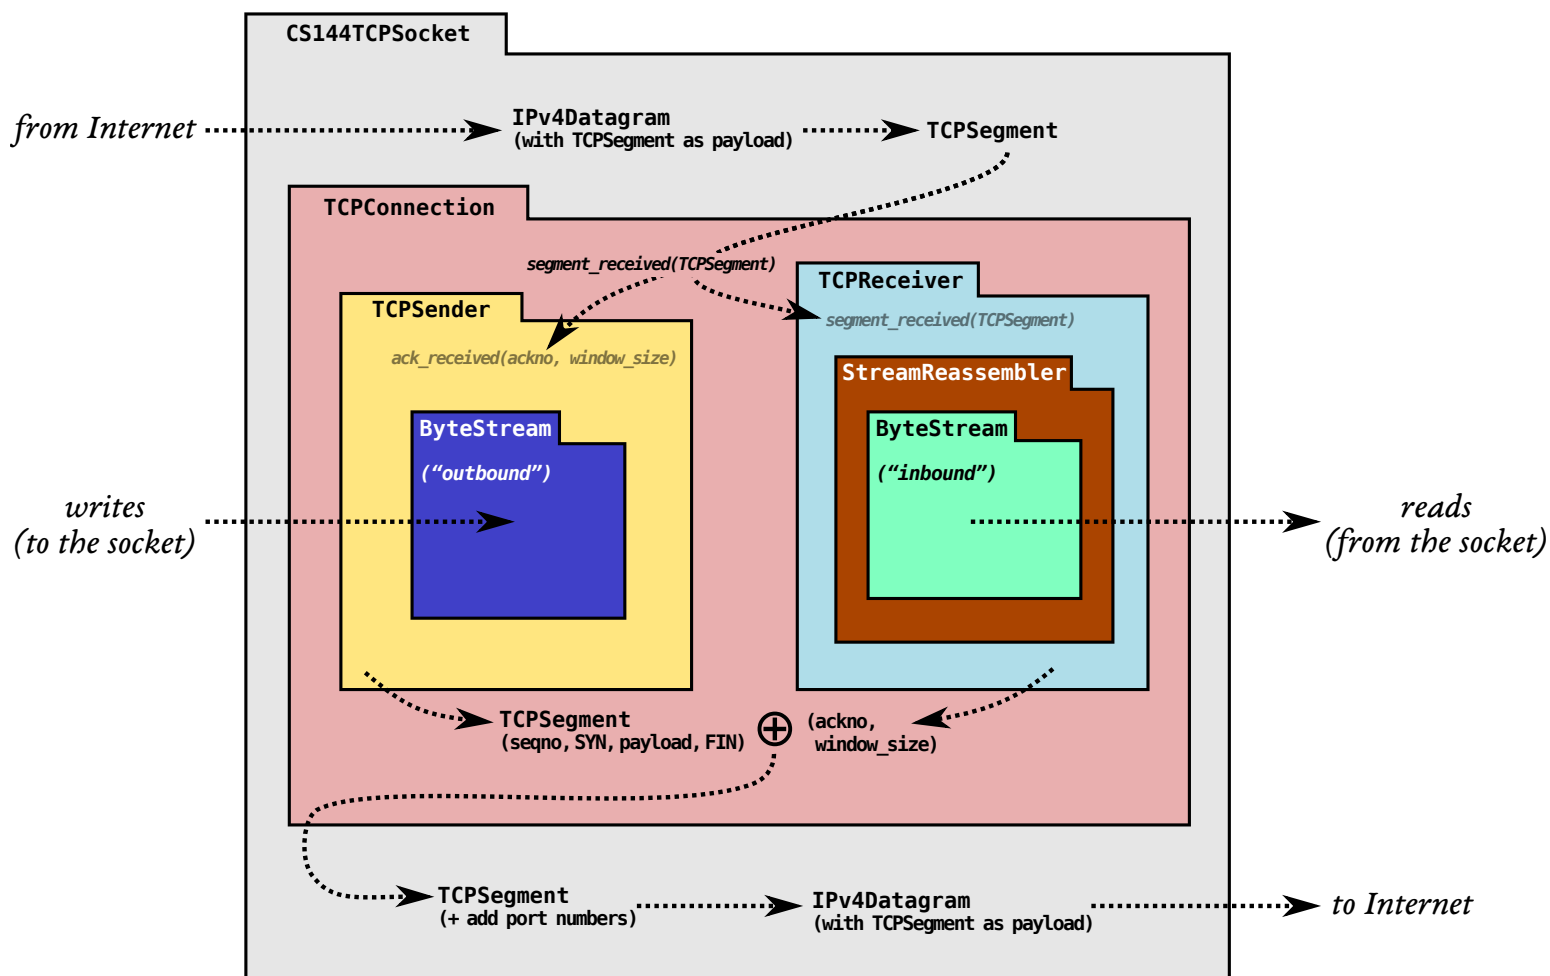 CS144TCPSocket
from Internet
IPv4Datagram
(with TCPSegment as payload)
TCPSegment
TCPConnection
segment_received(TCPSegment)
TCPSender
ack_received(ackno, window_size)
ByteStream
(“outbound”)
TCPReceiver
segment_received(TCPSegment)
StreamReassembler
ByteStream
(“inbound”)
writes
(to the socket)
reads
(from the socket)
TCPSegment
(seqno, SYN, payload, FIN)
(ackno,
window_size)
TCPSegment
(+ add port numbers)
IPv4Datagram
(with TCPSegment as payload)
to Internet